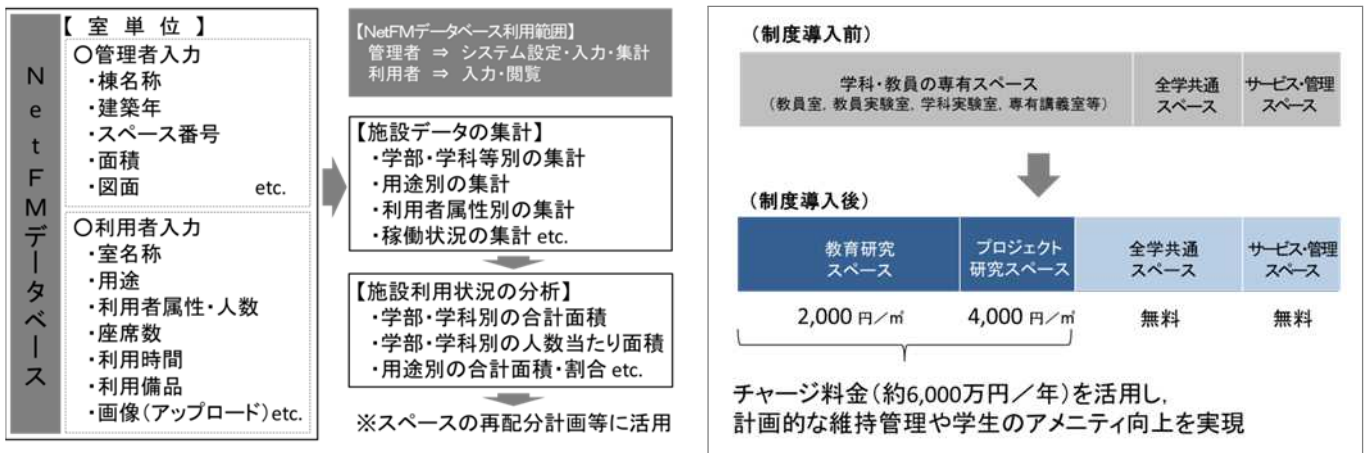 NetFMデータベース
【 室 単 位 】
〇管理者入力
・棟名称
・建築年
・スペース番号
・面積
・図面 etc.
〇利用者入力
・室名称
・用途
・利用者属性・人数
・座席数
・利用時間
・利用備品
・画像(アップロード)etc.
【NetFMデータベース利用範囲】
管理者 ⇒ システム設定・入力・集計
利用者 ⇒ 入力・閲覧
【施設データの集計】
・学部・学科等別の集計
・用途別の集計
・利用者属性別の集計
・稼働状況の集計 etc.
【施設利用状況の分析】
・学部・学科別の合計面積
・学部・学科別の人数当たり面積
・用途別の合計面積・割合 etc.
※スペースの再配分計画等に活用
(制度導入前)
学科・教員の専有スペース
(教員室, 教員実験室, 学科実験室, 専有講義室等)
全学共通
スペース
サービス・管理
スペース
(制度導入後)
教育研究
スペース
プロジェクト
研究スペース
全学共通
スペース
サービス・管理
スペース
2,000 円/㎡
4,000 円/㎡
無料
無料
チャージ料金(約6,000万円/年)を活用し,
計画的な維持管理や学生のアメニティ向上を実現